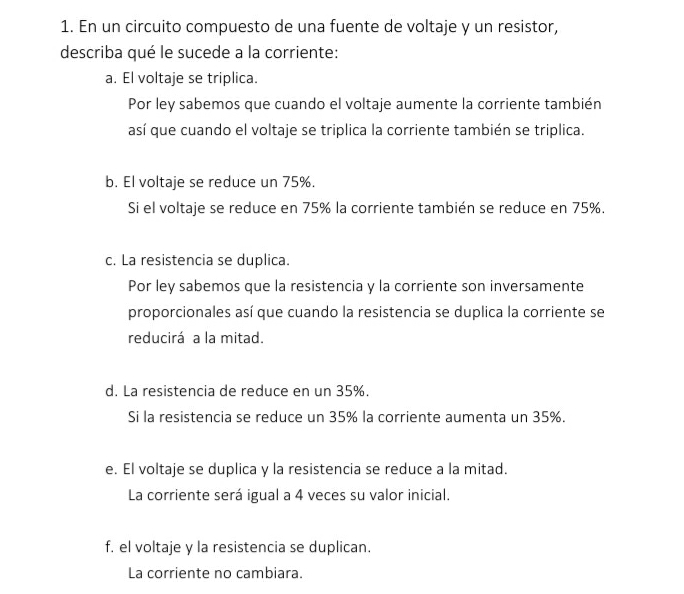 1. En un circuito compuesto de una fuente de voltaje y un resistor,
describa qué le sucede a la corriente:
a. El voltaje se triplica.
Por ley sabemos que cuando el voltaje aumente la corriente también
así que cuando el voltaje se triplica la corriente también se triplica.
b. El voltaje se reduce un 75%.
Si el voltaje se reduce en 75% la corriente también se reduce en 75%.
c. La resistencia se duplica.
Por ley sabemos que la resistencia y la corriente son inversamente
proporcionales así que cuando la resistencia se duplica la corriente se
reducirá  a la mitad.
d. La resistencia de reduce en un 35%.
Si la resistencia se reduce un 35% la corriente aumenta un 35%.
e. El voltaje se duplica y la resistencia se reduce a la mitad.
La corriente será igual a 4 veces su valor inicial.
f. el voltaje y la resistencia se duplican.
La corriente no cambiara.